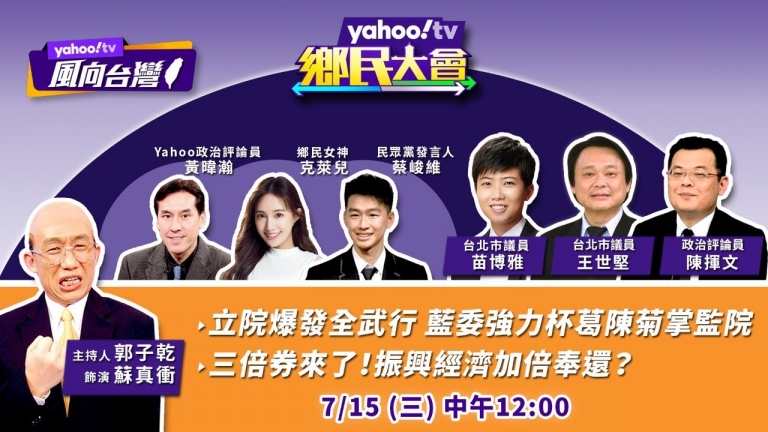 yahoo!tv
風向台灣
yahoo!tv
鄉民大會
Yahoo政治評論員
黃暐瀚
鄉民女神
克萊兒
民眾黨發言人
蔡峻維
台北市議員
苗博雅
台北市議員
王世堅
政治評論員
陳揮文
主持人 郭子乾
飾演 蘇真衝
立院爆發全武行 藍委強力杯葛陳菊掌監院
三倍券來了!振興經濟加倍奉還?
7/15 (三) 中午12:00